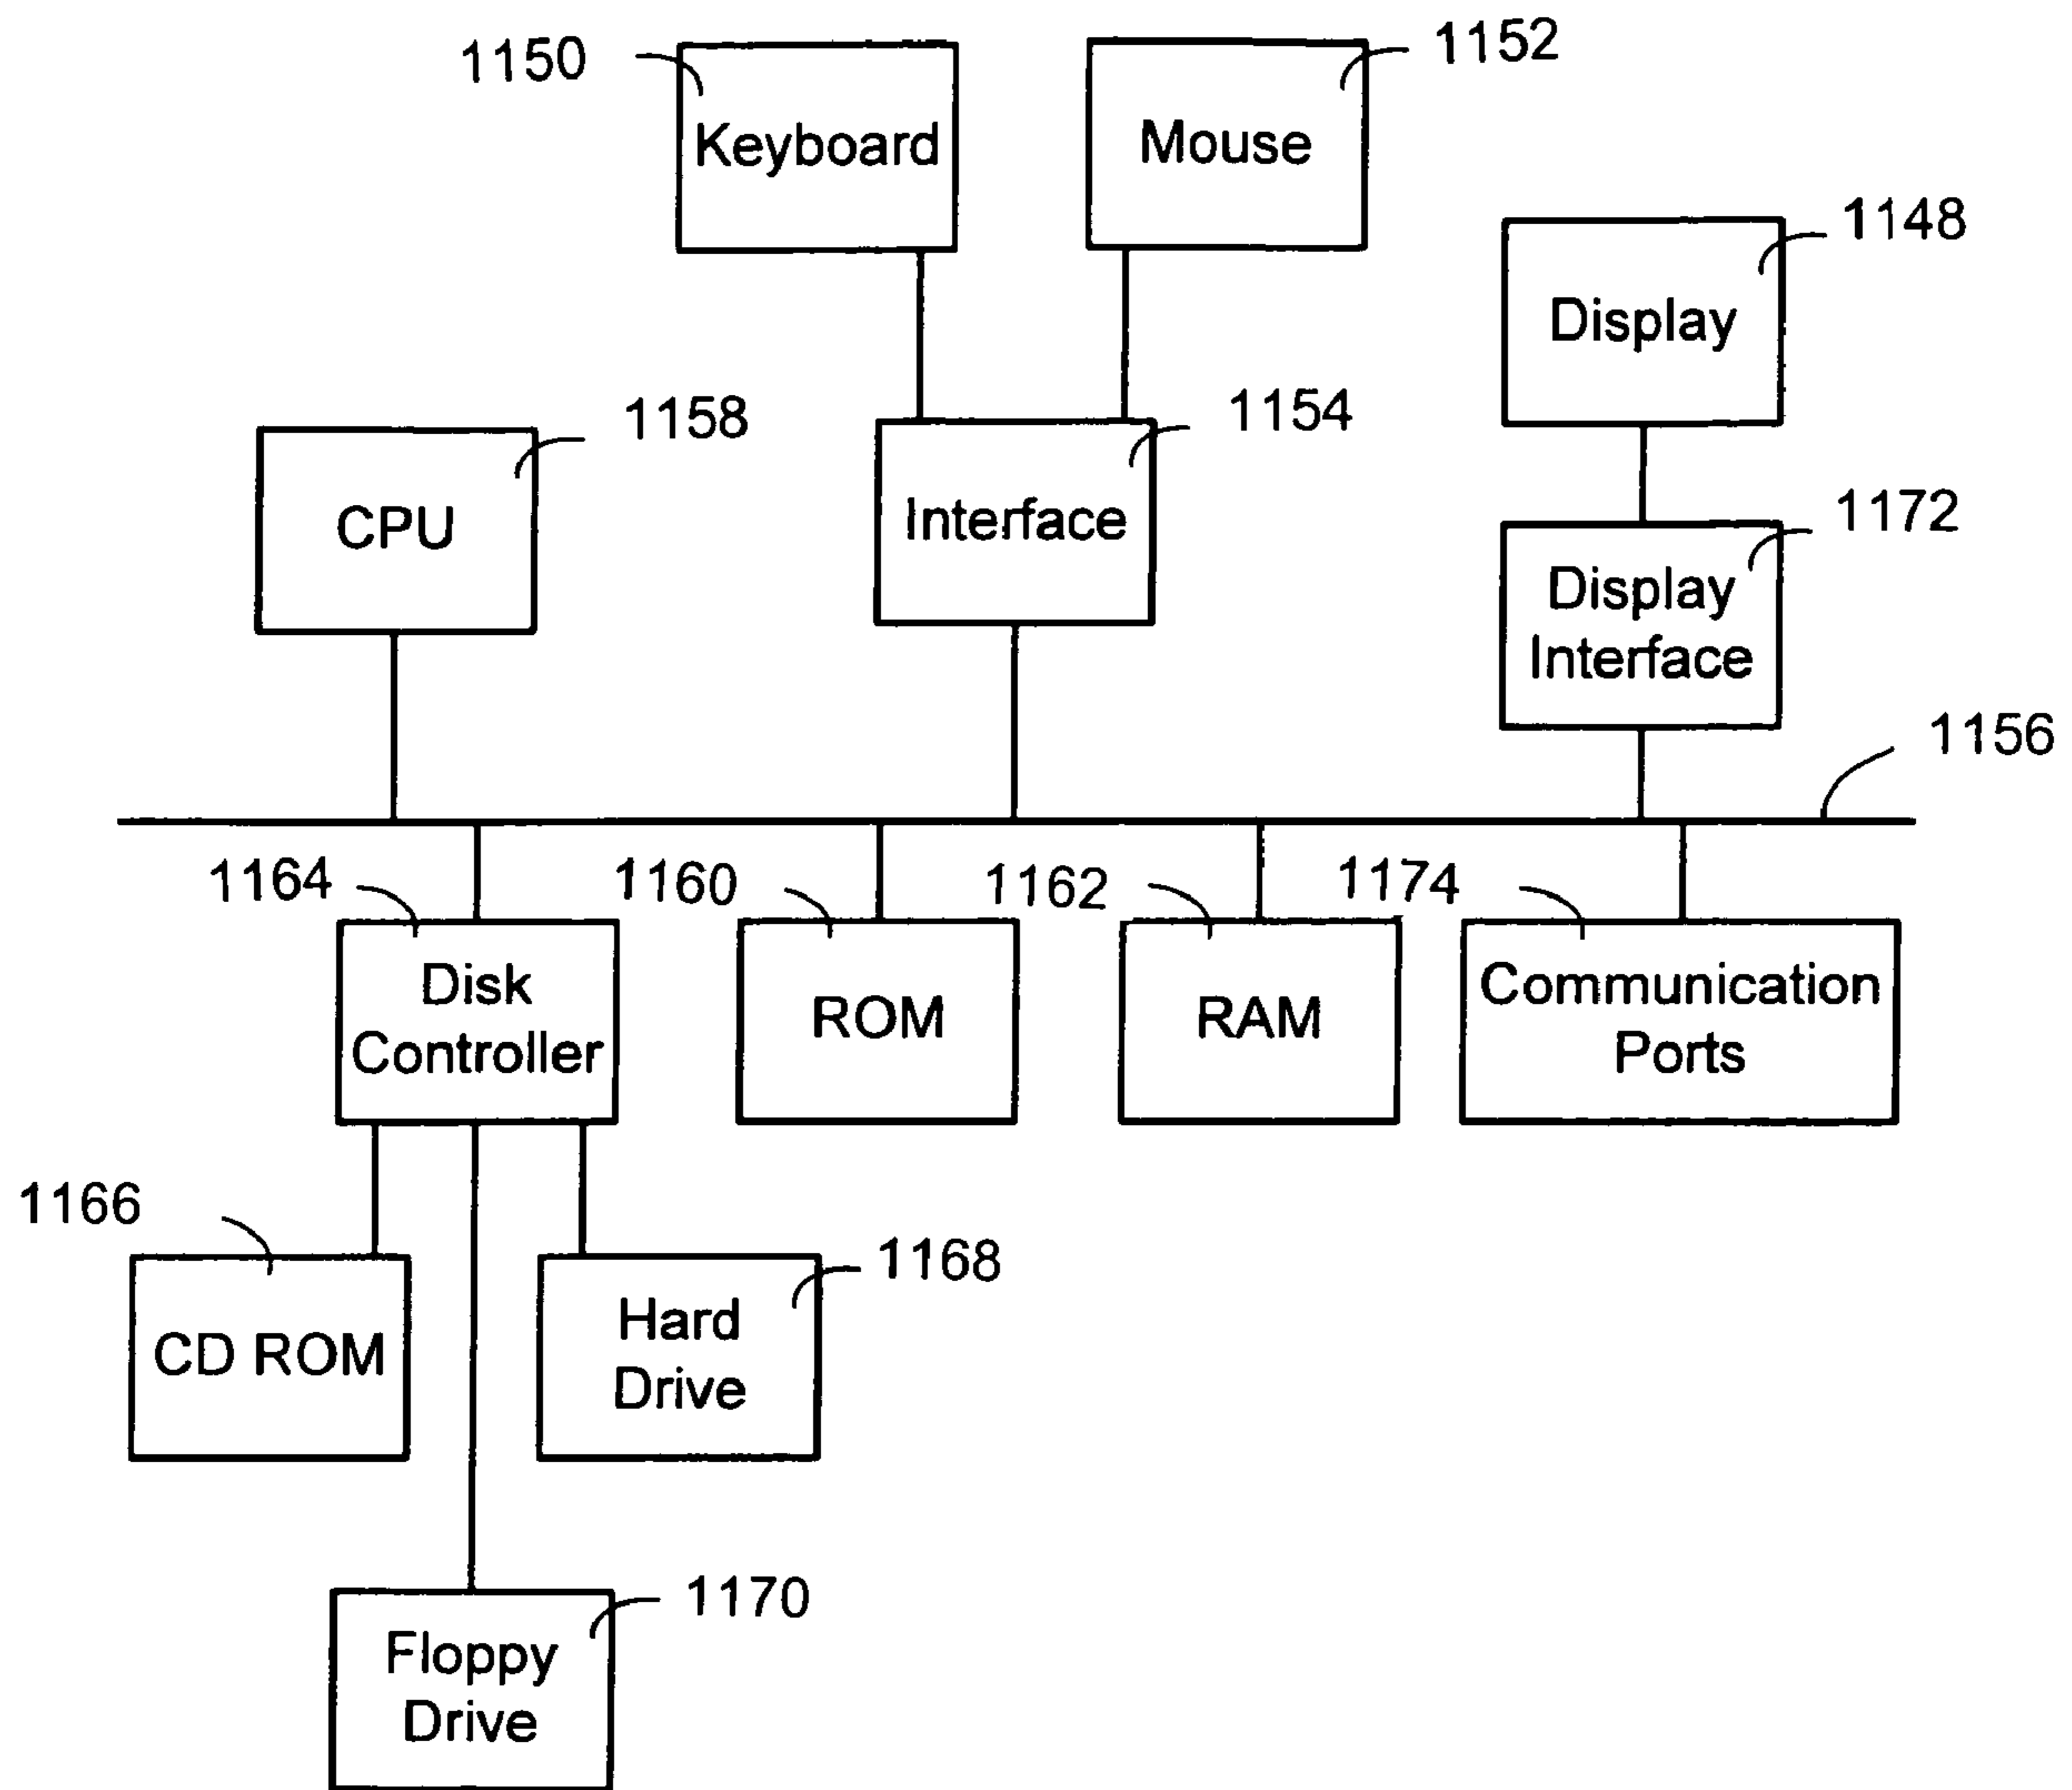 1150
Keyboard
1152
Mouse
1148
Display
1158
CPU
1154
Interface
1172
Display
Interface
1156
1164
Disk
Controller
1160
ROM
1162
RAM
1174
Communication
Ports
1166
CD ROM
1168
Hard
Drive
1170
Floppy
Drive